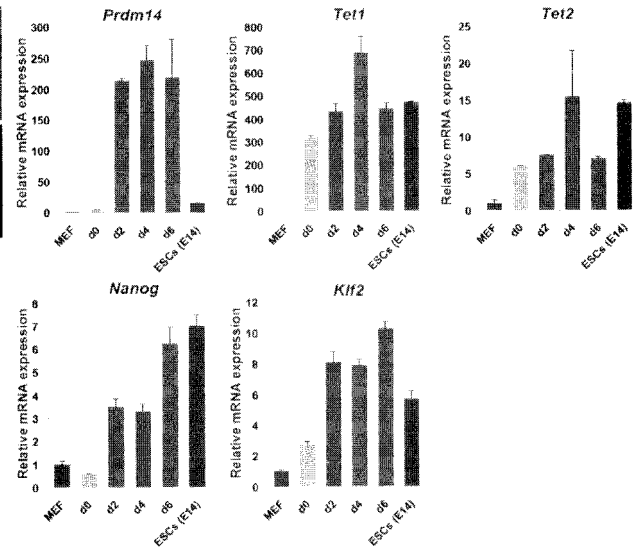 Prdm14
Relative mRNA expression
300
250
200
150
100
50
0
MEF d0 d2 d4 d6 ESCs (E14)
Tet1
Relative mRNA expression
800
700
600
500
400
300
200
100
0
MEF d0 d2 d4 d6 ESCs (E14)
Tet2
Relative mRNA expression
25
20
15
10
5
0
MEF d0 d2 d4 d6 ESCs (E14)
Nanog
Relative mRNA expression
8
7
6
5
4
3
2
1
0
MEF d0 d2 d4 d6 ESCs (E14)
Klf2
Relative mRNA expression
12
10
8
6
4
2
0
MEF d0 d2 d4 d6 ESCs (E14)